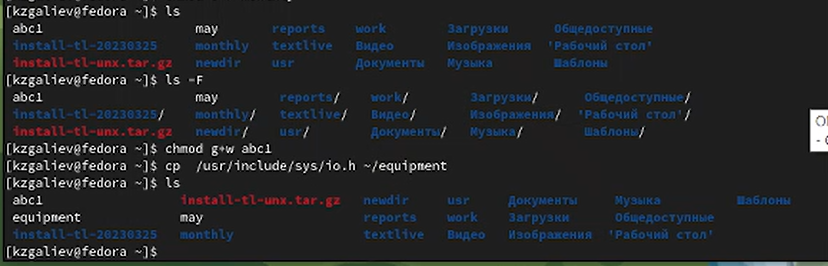 [kzgaliev@fedora ~]$ ls
abc1 may reports work Загрузки Общедоступные
install-tl-20230325 monthly textlive Видео Изображения 'Рабочий стол'
install-tl-unx.tar.gz newdir usr Документы Музыка Шаблоны
[kzgaliev@fedora ~]$ ls -F
abc1 may reports/ work/ Загрузки/ Общедоступные/
install-tl-20230325/ monthly/ textlive/ Видео/ Изображения/ 'Рабочий стол'/
install-tl-unx.tar.gz newdir/ usr/ Документы/ Музыка/ Шаблоны/
[kzgaliev@fedora ~]$ chmod g+w abc1
[kzgaliev@fedora ~]$ cp /usr/include/sys/io.h ~/equipment
[kzgaliev@fedora ~]$ ls
abc1 install-tl-unx.tar.gz newdir usr Документы Музыка Шаблоны
equipment may reports work Загрузки Общедоступные
install-tl-20230325 monthly textlive Видео Изображения 'Рабочий стол'
[kzgaliev@fedora ~]$